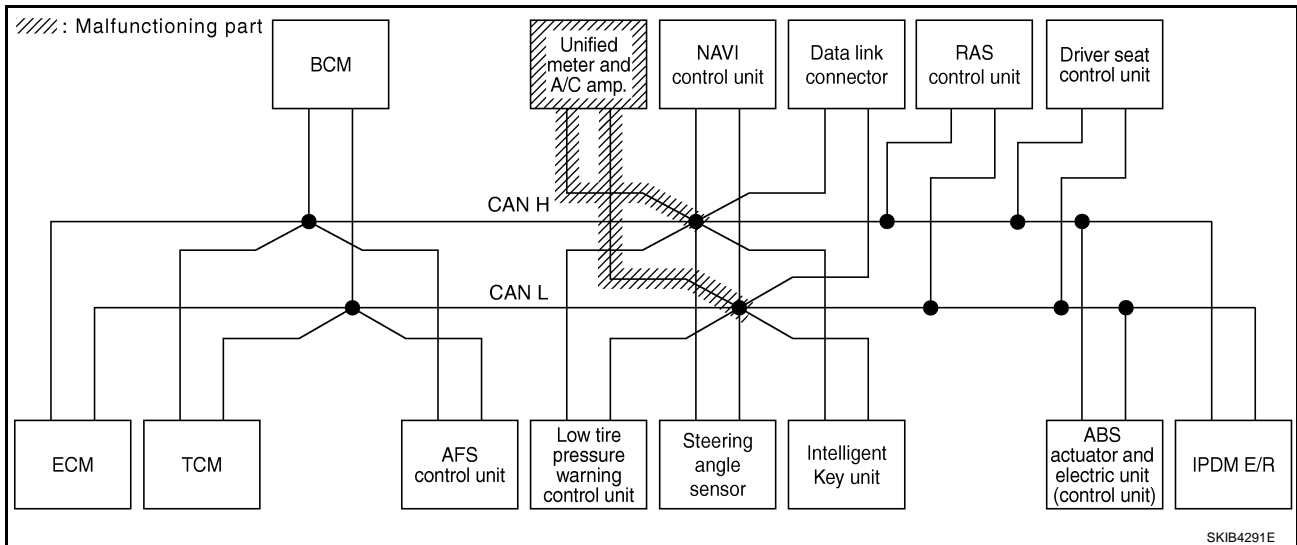 : Malfunctioning part
BCM
Unified
meter and
A/C amp.
NAVI
control unit
Data link
connector
RAS
control unit
Driver seat
control unit
CAN H
CAN L
ECM
TCM
AFS
control unit
Low tire
pressure
warning
control unit
Steering
angle
sensor
Intelligent
Key unit
ABS
actuator and
electric unit
(control unit)
IPDM E/R
SKIB4291E